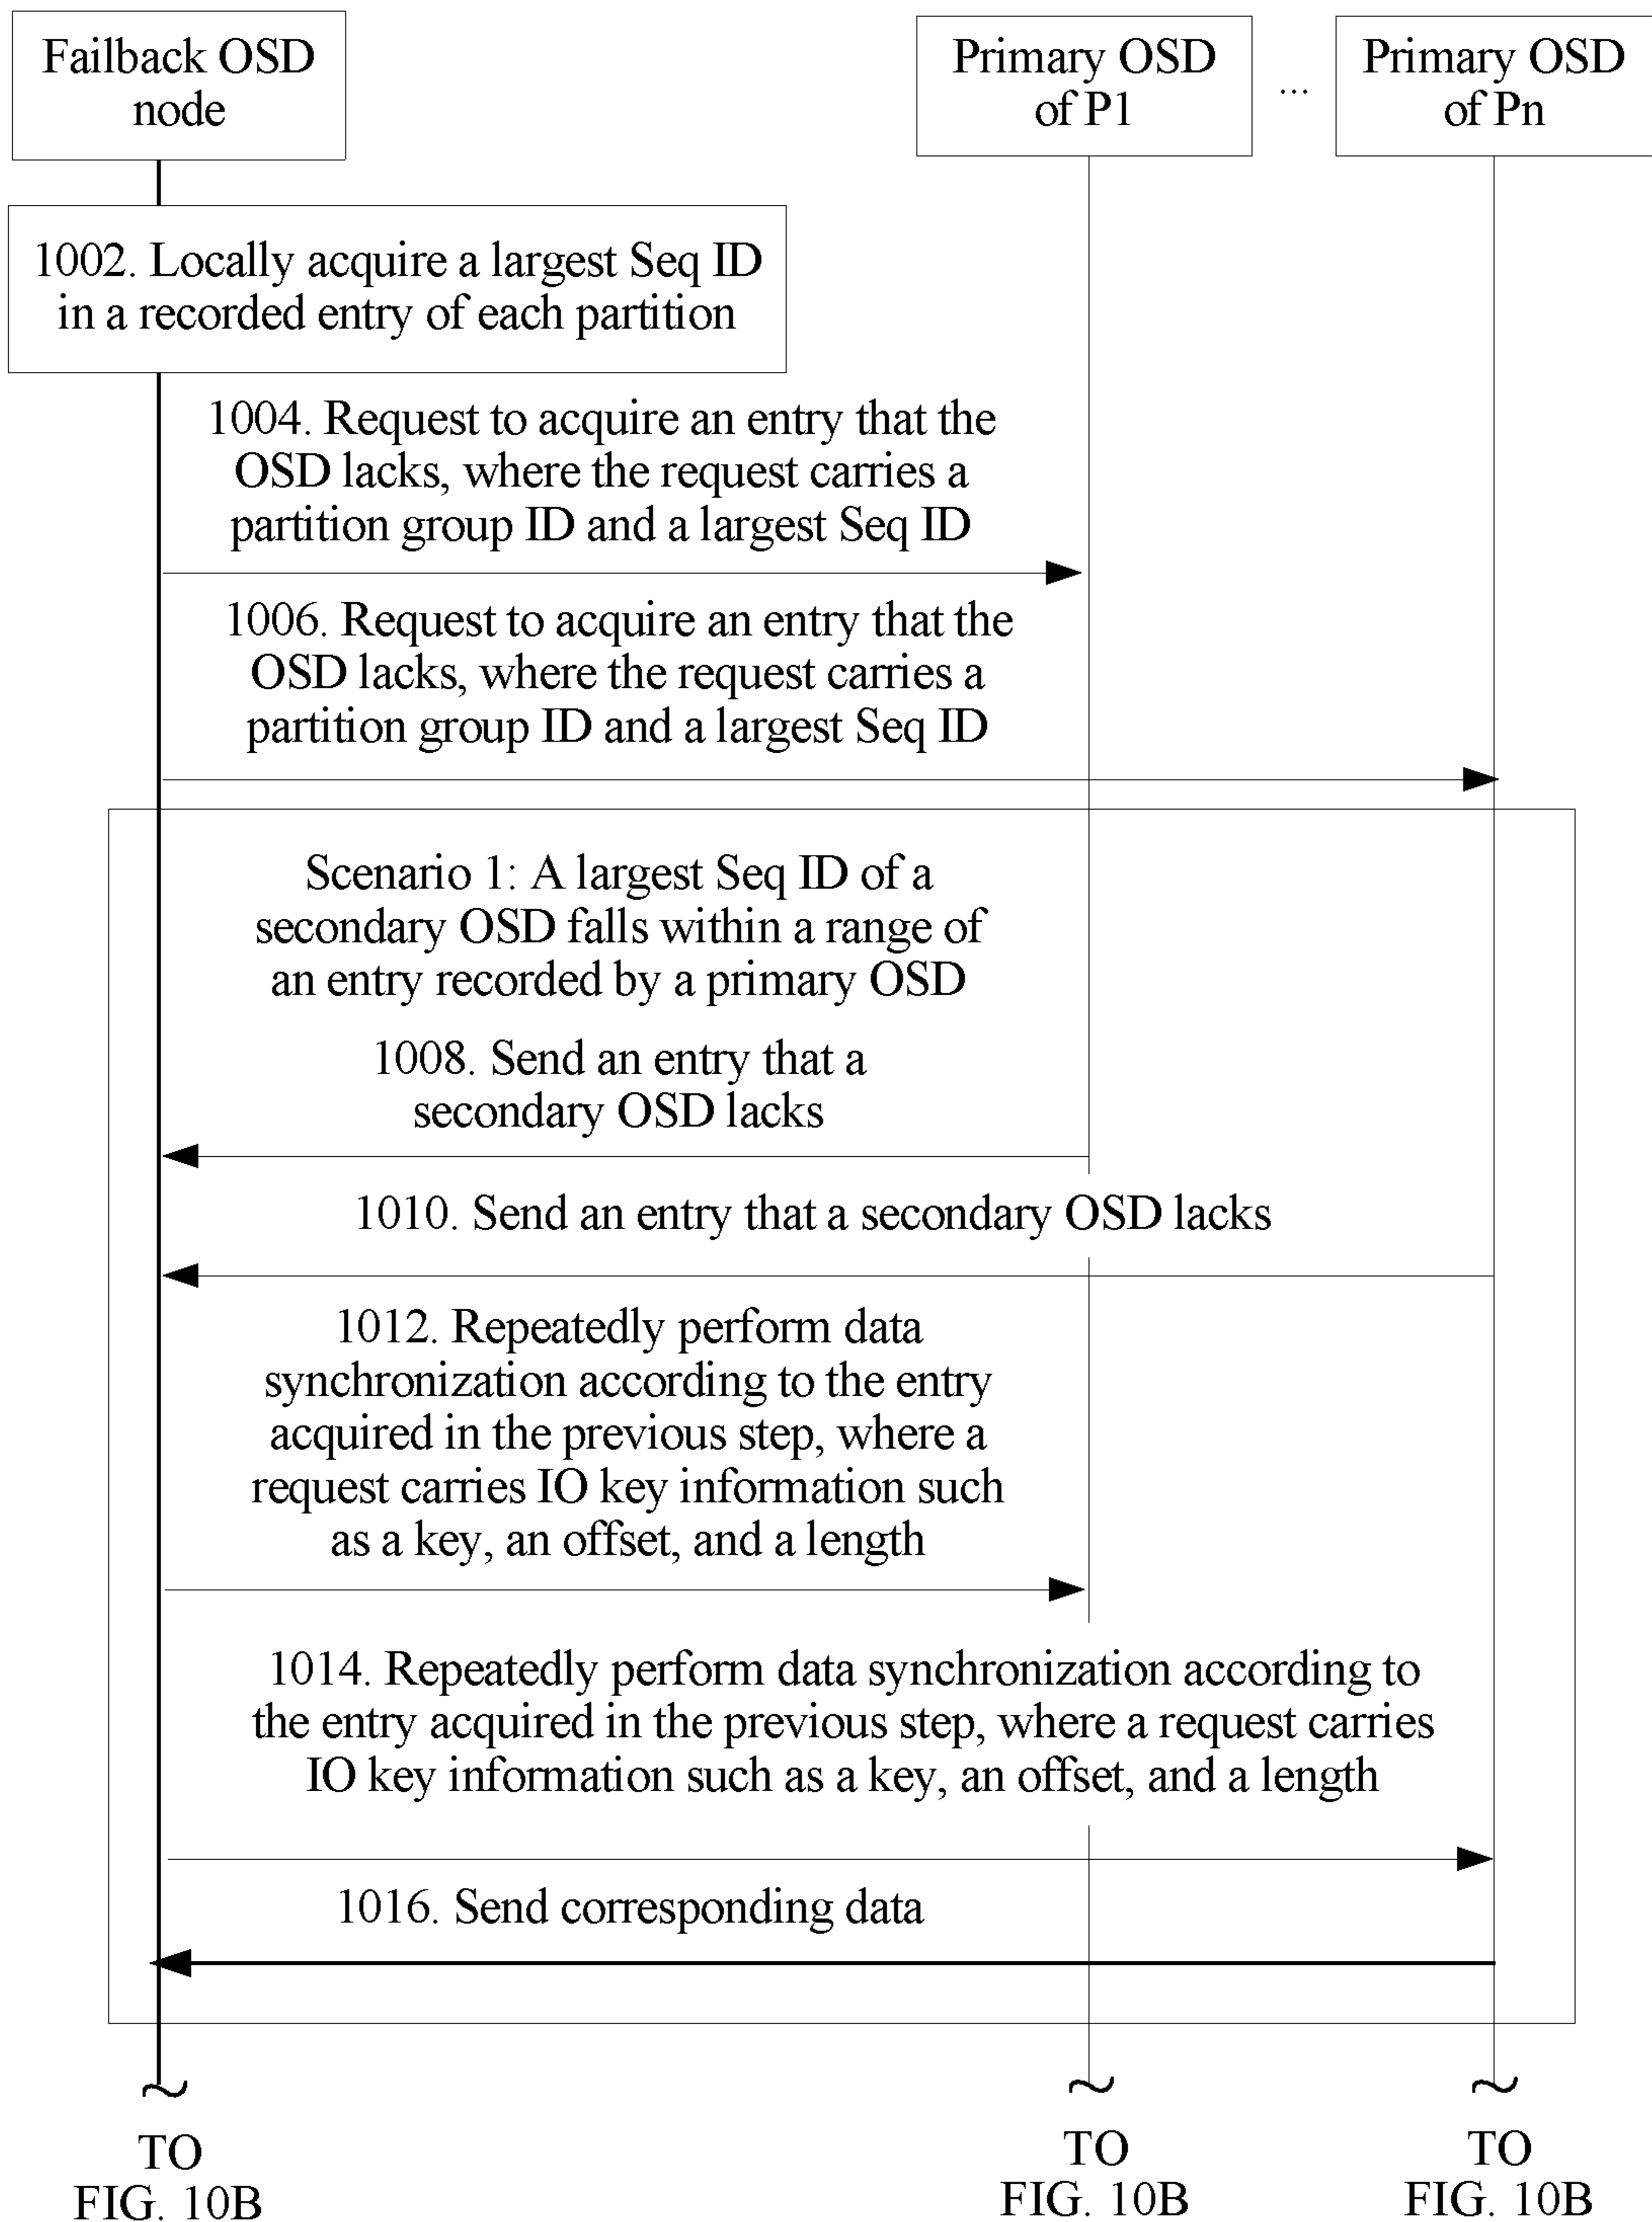 Failback OSD
node
Primary OSD
of P1
...
Primary OSD
of Pn
1002. Locally acquire a largest Seq ID
in a recorded entry of each partition
1004. Request to acquire an entry that the
OSD lacks, where the request carries a
partition group ID and a largest Seq ID
1006. Request to acquire an entry that the
OSD lacks, where the request carries a
partition group ID and a largest Seq ID
Scenario 1: A largest Seq ID of a
secondary OSD falls within a range of
an entry recorded by a primary OSD
1008. Send an entry that a
secondary OSD lacks
1010. Send an entry that a secondary OSD lacks
1012. Repeatedly perform data
synchronization according to the entry
acquired in the previous step, where a
request carries IO key information such
as a key, an offset, and a length
1014. Repeatedly perform data synchronization according to
the entry acquired in the previous step, where a request carries
IO key information such as a key, an offset, and a length
1016. Send corresponding data
TO
FIG. 10B
TO
FIG. 10B
TO
FIG. 10B